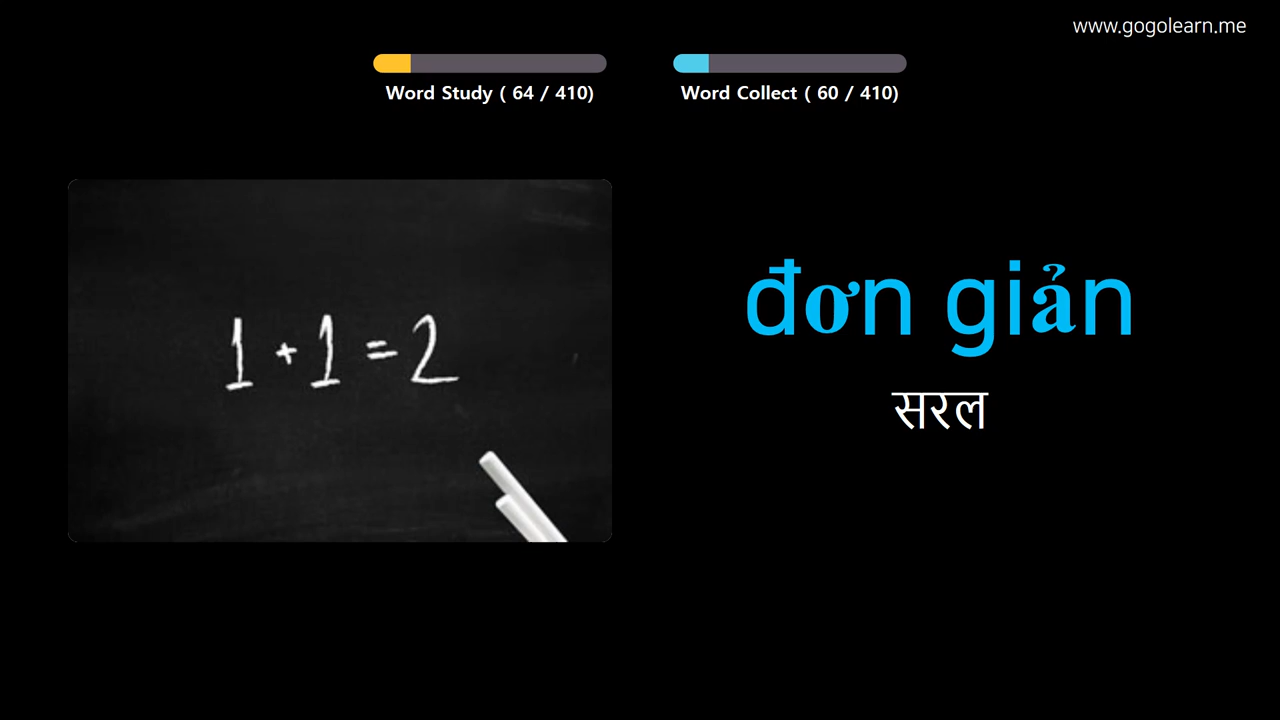 www.gogolearn.me
Word Study ( 64 / 410)
Word Collect ( 60 / 410)
1 + 1 = 2
đơn giản
सरल